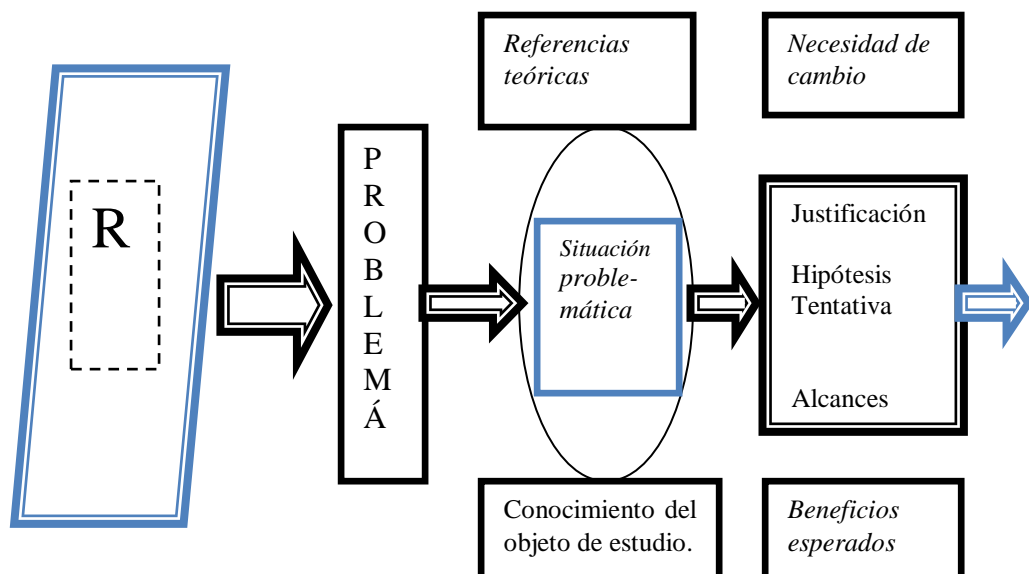 R
P
R
O
B
L
E
M
Á
Referencias
teóricas
Situación
proble-
mática
Conocimiento del
objeto de estudio.
Necesidad de
cambio
Justificación
Hipótesis
Tentativa
Alcances
Beneficios
esperados